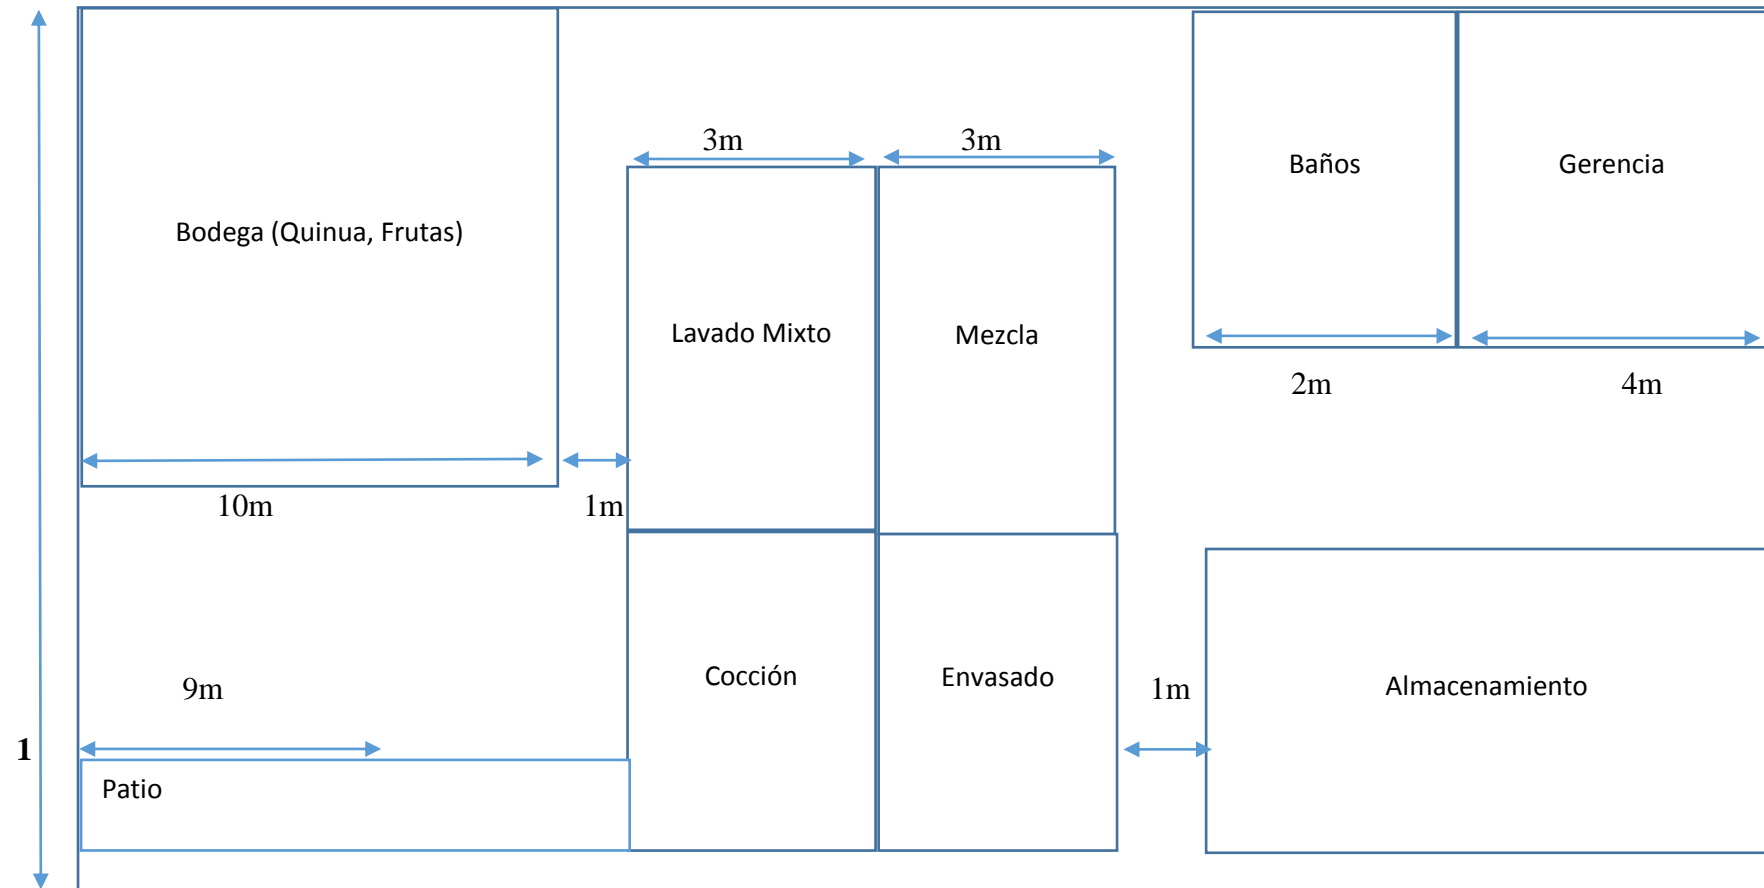 3m
3m
Baños
Gerencia
Bodega (Quinua, Frutas)
Lavado Mixto
Mezcla
2m
4m
10m
1m
9m
Cocción
Envasado
1m
Almacenamiento
1
Patio